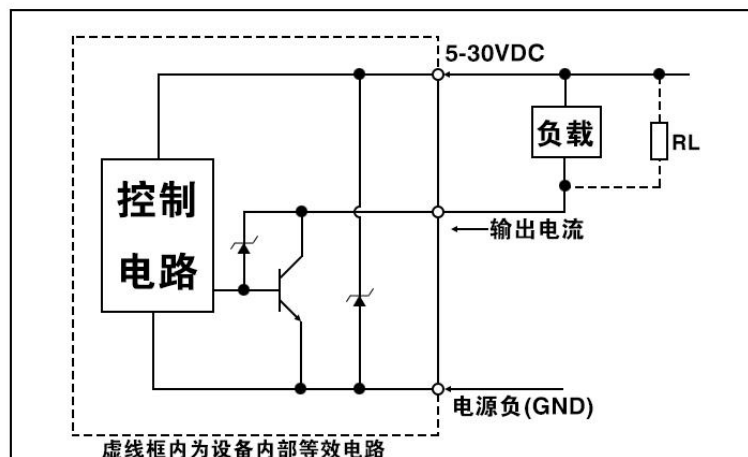 5-30VDC
负载
RL
控制
电路
输出电流
电源负(GND)
虚线框内为设备内部等效电路